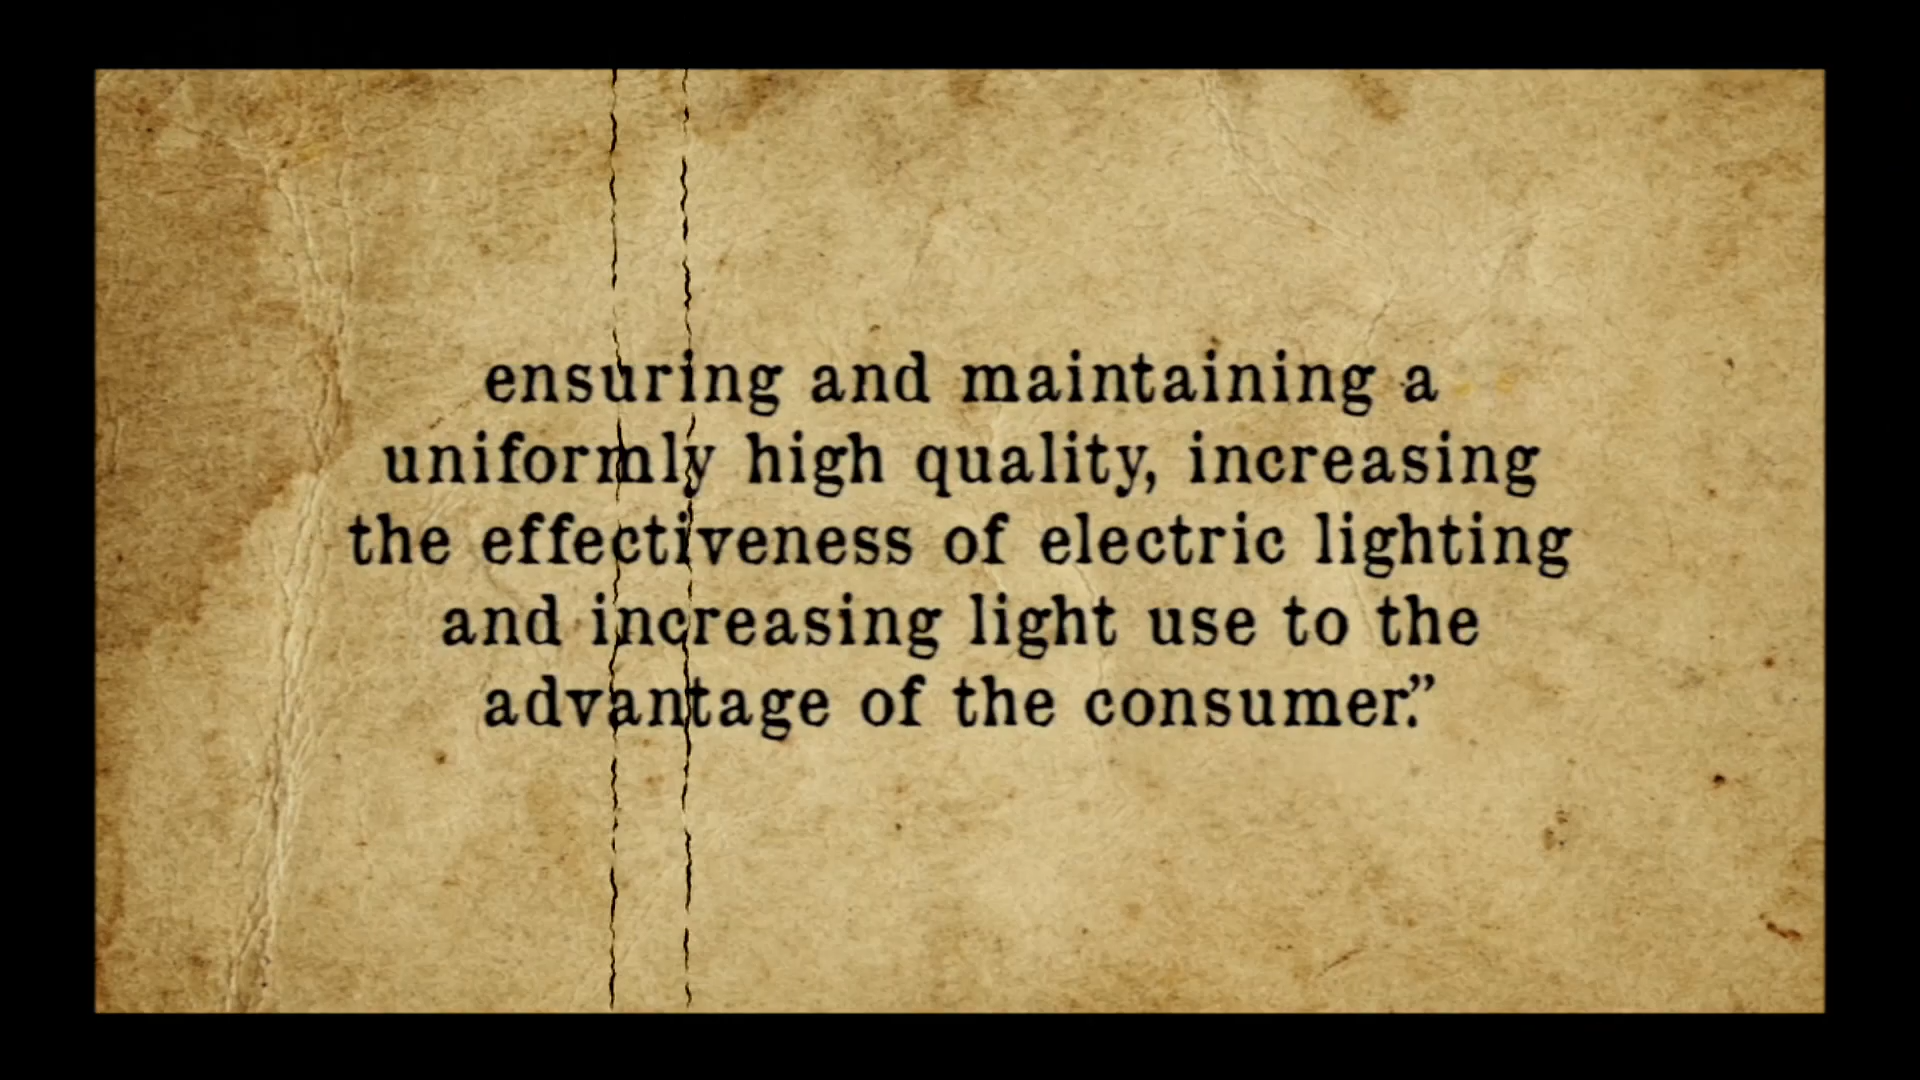 ensuring and maintaining a
uniformly high quality, increasing
the effectiveness of electric lighting
and increasing light use to the
advantage of the consumer.”